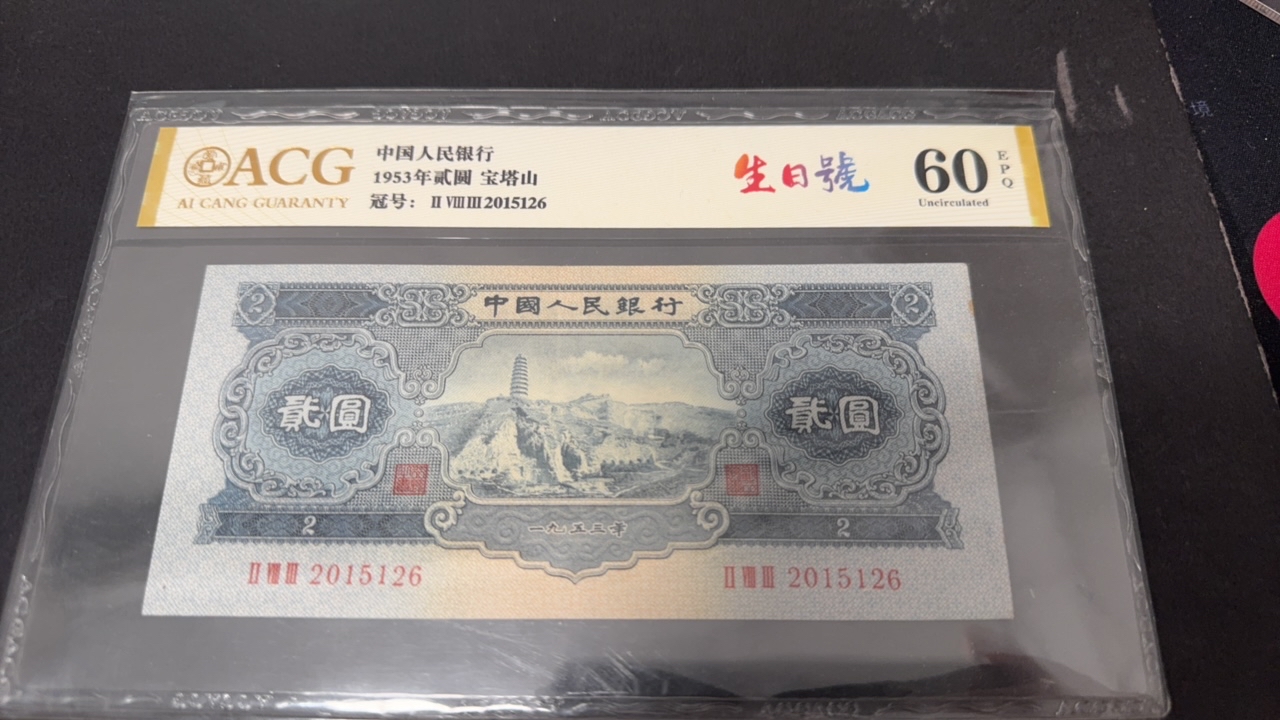 ACG
AI CANG GUARANTY
中国人民银行
1953年贰圆 宝塔山
冠号： II VIII III 2015126
生日號
60
EPQ
Uncirculated
中國人民銀行
2
2
貳圓
貳圓
2
一九五三年
2
II VIII III 2015126
II VIII III 2015126
境